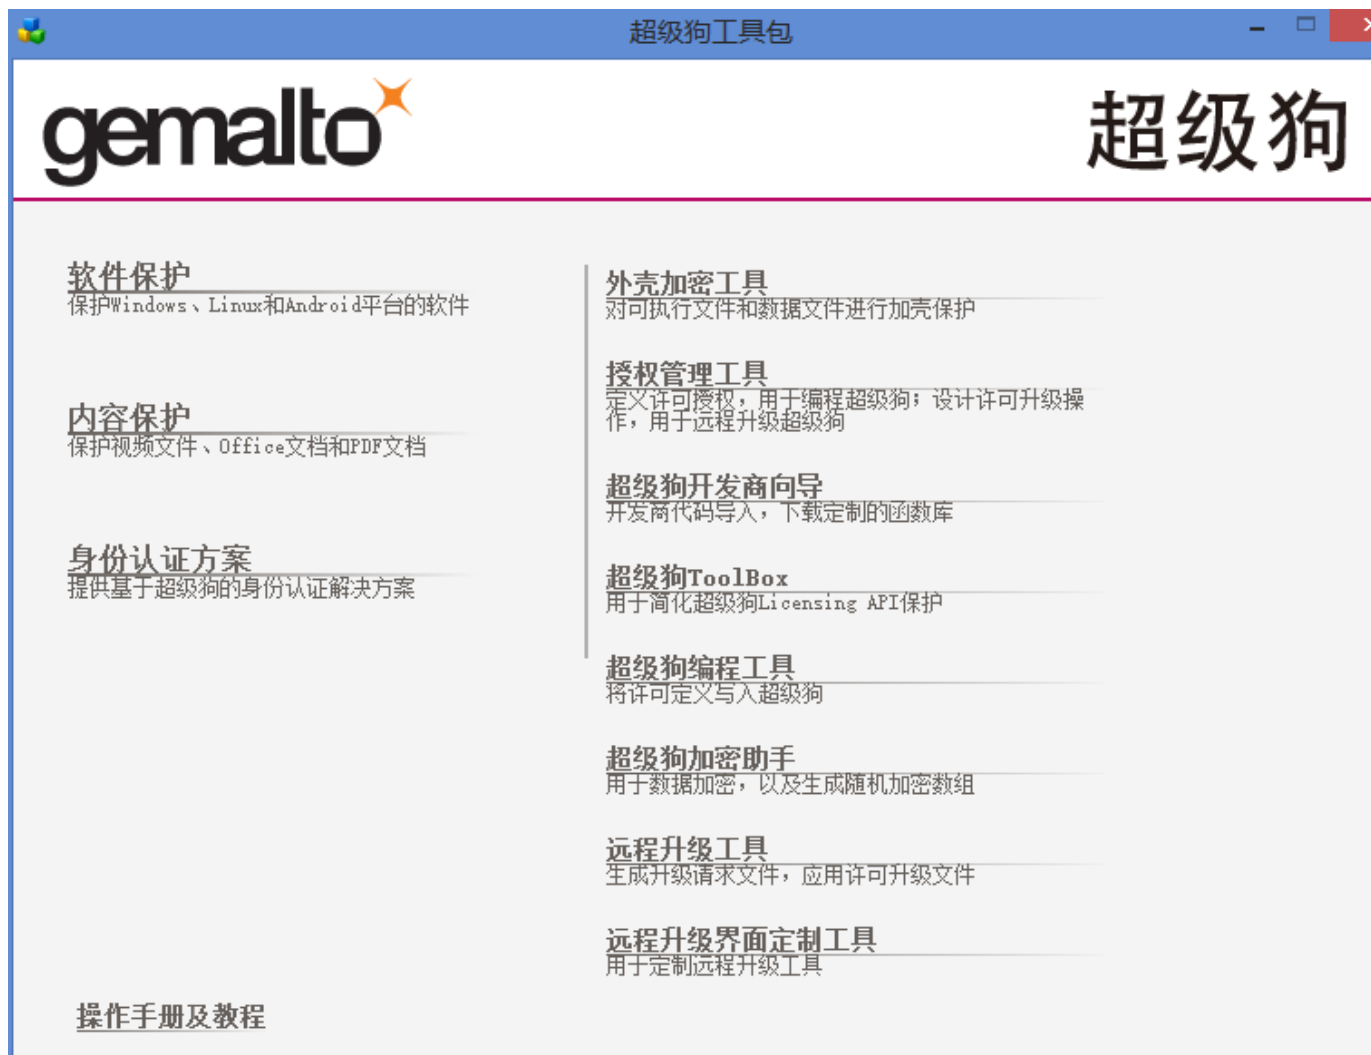 超级狗工具包
gemalto
超级狗
软件保护
保护Windows、Linux和Android平台的软件
内容保护
保护视频文件、Office文档和PDF文档
身份认证方案
提供基于超级狗的身份认证解决方案
操作手册及教程
外壳加密工具
对可执行文件和数据文件进行加壳保护
授权管理工具
定义许可授权，用于编程超级狗；设计许可升级操
作，用于远程升级超级狗
超级狗开发商向导
开发商代码导入，下载定制的函数库
超级狗ToolBox
用于简化超级狗Licensing API保护
超级狗编程工具
将许可定义写入超级狗
超级狗加密助手
用于数据加密，以及生成随机加密数组
远程升级工具
生成升级请求文件，应用许可升级文件
远程升级界面定制工具
用于定制远程升级工具